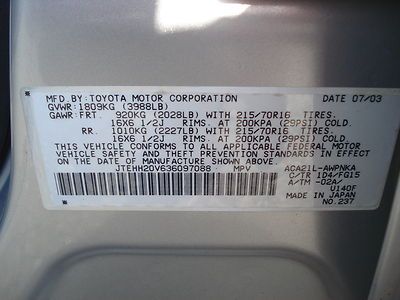 MFD.BY:TOYOTA MOTOR CORPORATION DATE 07/03
GVWR:1809KG (3988LB)
GAWR:FRT. 920KG (2028LB) WITH 215/70R16 TIRES.
16X6 1/2J RIMS. AT 200KPA (29PSI) COLD.
RR. 1010KG (2227LB) WITH 215/70R16 TIRES.
16X6 1/2J RIMS. AT 200KPA (29PSI) COLD.
THIS VEHICLE CONFORMS TO ALL APPLICABLE FEDERAL MOTOR
VEHICLE SAFETY AND THEFT PREVENTION STANDARDS IN EFFECT
ON THE DATE OF MANUFACTURE SHOWN ABOVE.
JTEHH20V636097088 MPV ACA21L-AWPNKA
C/TR 1D4/FG15
A/TM -02A/
U140F
MADE IN JAPAN
NO.237